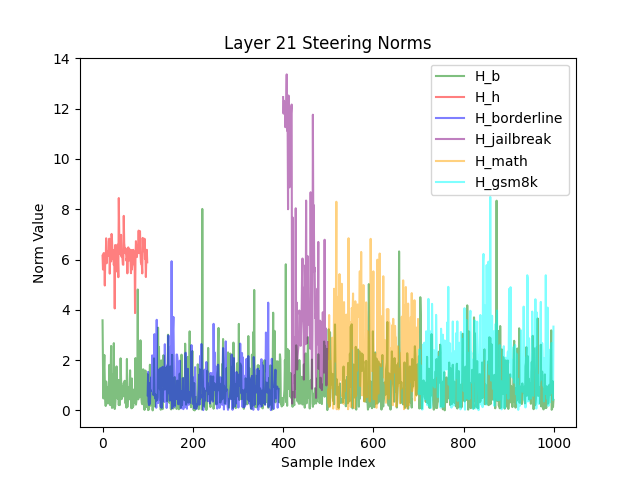 Layer 21 Steering Norms
14
12
10
8
6
4
2
0
Norm Value
H_b
H_h
H_borderline
H_jailbreak
H_math
H_gsm8k
0 200 400 600 800 1000
Sample Index